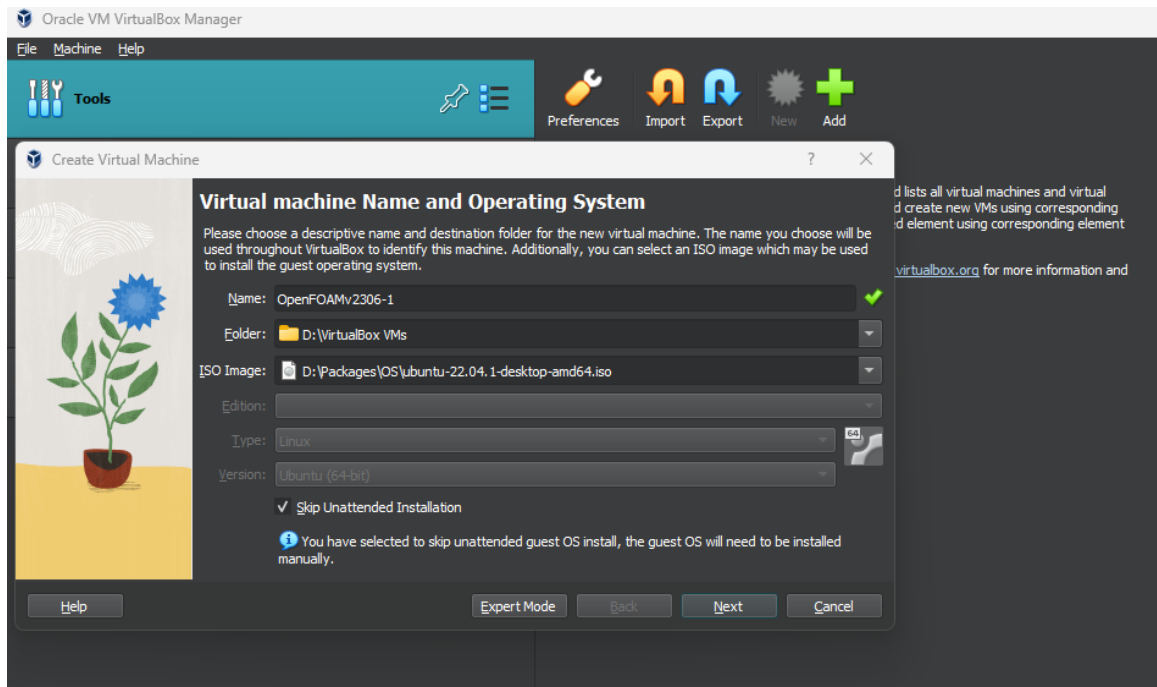 Oracle VM VirtualBox Manager
File Machine Help
Tools
Preferences Import Export New Add
Create Virtual Machine ?
Virtual machine Name and Operating System
Please choose a descriptive name and destination folder for the new virtual machine. The name you choose will be
used throughout VirtualBox to identify this machine. Additionally, you can select an ISO image which may be used
to install the guest operating system.
Name: OpenFOAMv2306-1
Folder: D:\VirtualBox VMs
ISO Image: D:\Packages\OS\ubuntu-22.04.1-desktop-amd64.iso
Edition:
Type: Linux
64
Version: Ubuntu (64-bit)
Skip Unattended Installation
You have selected to skip unattended guest OS install, the guest OS will need to be installed
manually.
Help Expert Mode Back Next Cancel
d lists all virtual machines and virtual
d create new VMs using corresponding
d element using corresponding element
virtualbox.org for more information and